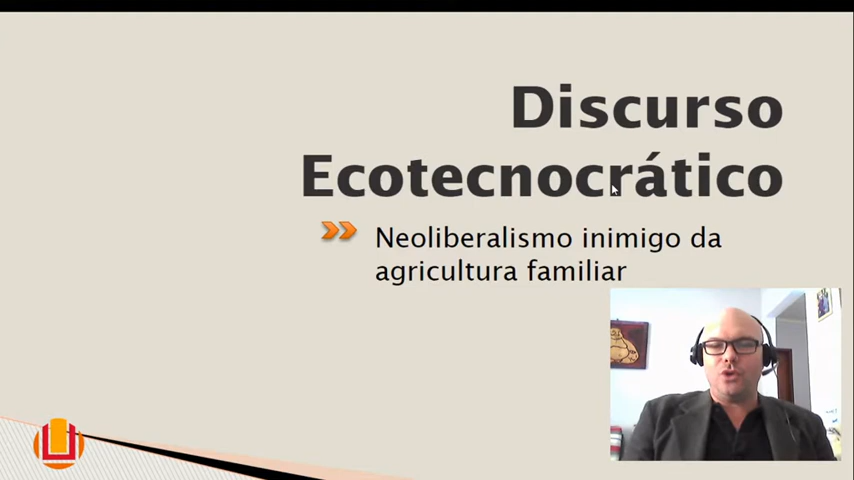 Discurso
Ecotecnocrático
Neoliberalismo inimigo da
agricultura familiar